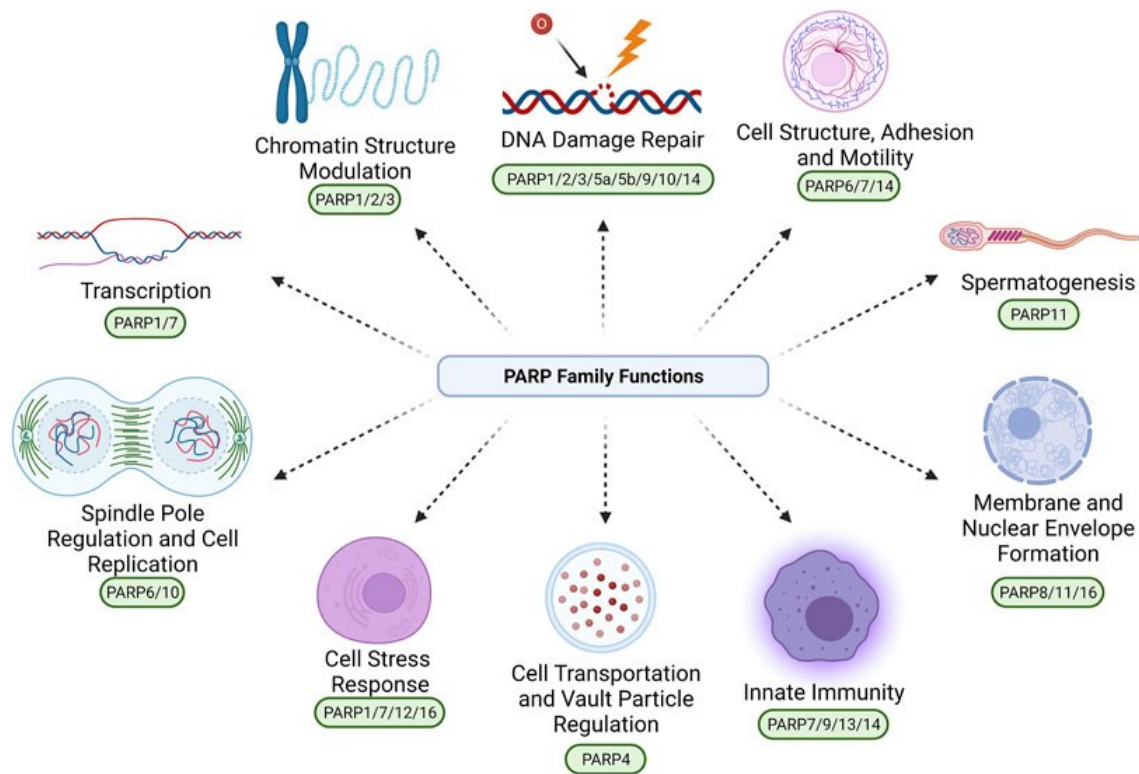 O
Chromatin Structure
Modulation
PARP1/2/3
DNA Damage Repair
PARP1/2/3/5a/5b/9/10/14
Cell Structure, Adhesion
and Motility
PARP6/7/14
Transcription
PARP1/7
Spermatogenesis
PARP11
PARP Family Functions
Spindle Pole
Regulation and Cell
Replication
PARP6/10
Membrane and
Nuclear Envelope
Formation
PARP8/11/16
Cell Stress
Response
PARP1/7/12/16
Cell Transportation
and Vault Particle
Regulation
PARP4
Innate Immunity
PARP7/9/13/14